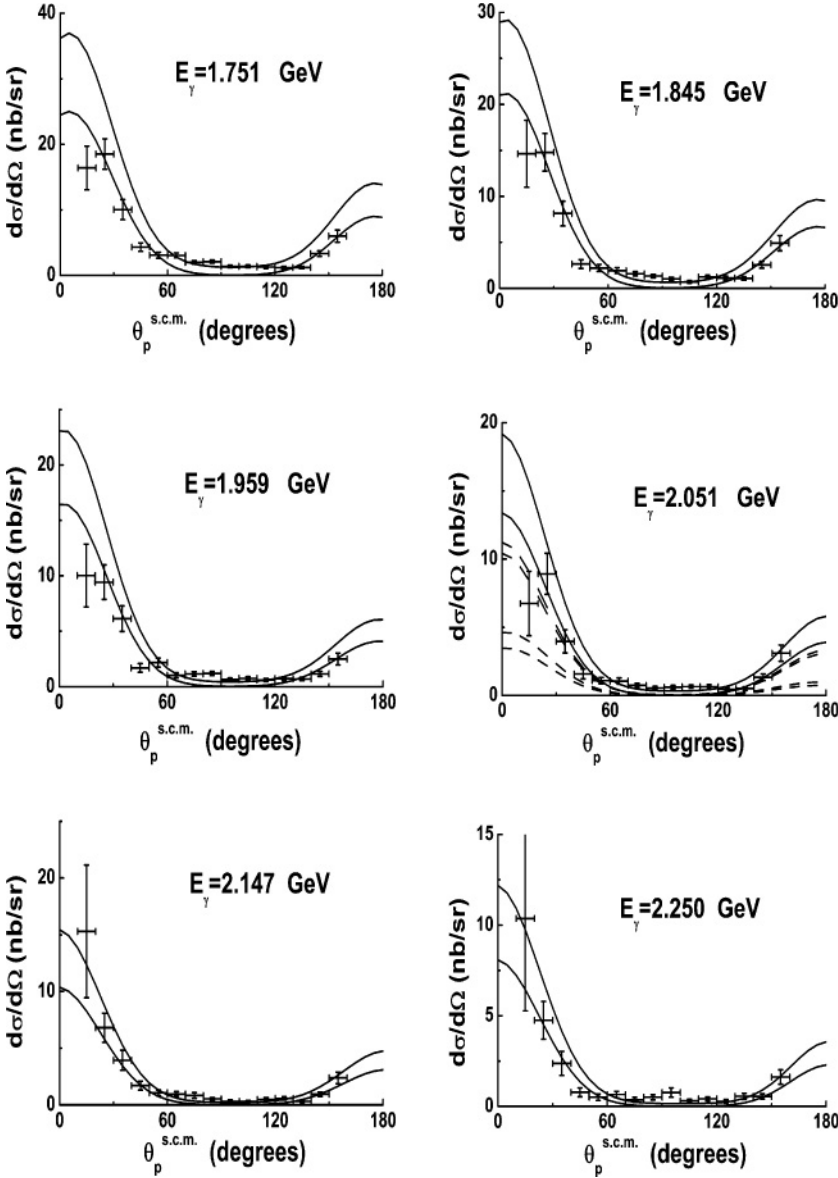 40
30
20
10
0
0 60 120 180
dσ/dΩ (nb/sr)
E_γ=1.751 GeV
θ_p^s.c.m. (degrees)
30
20
10
0
0 60 120 180
dσ/dΩ (nb/sr)
E_γ=1.845 GeV
θ_p^s.c.m. (degrees)
20
10
0
0 60 120 180
dσ/dΩ (nb/sr)
E_γ=1.959 GeV
θ_p^s.c.m. (degrees)
20
10
0
0 60 120 180
dσ/dΩ (nb/sr)
E_γ=2.051 GeV
θ_p^s.c.m. (degrees)
20
10
0
0 60 120 180
dσ/dΩ (nb/sr)
E_γ=2.147 GeV
θ_p^s.c.m. (degrees)
15
10
5
0
0 60 120 180
dσ/dΩ (nb/sr)
E_γ=2.250 GeV
θ_p^s.c.m. (degrees)